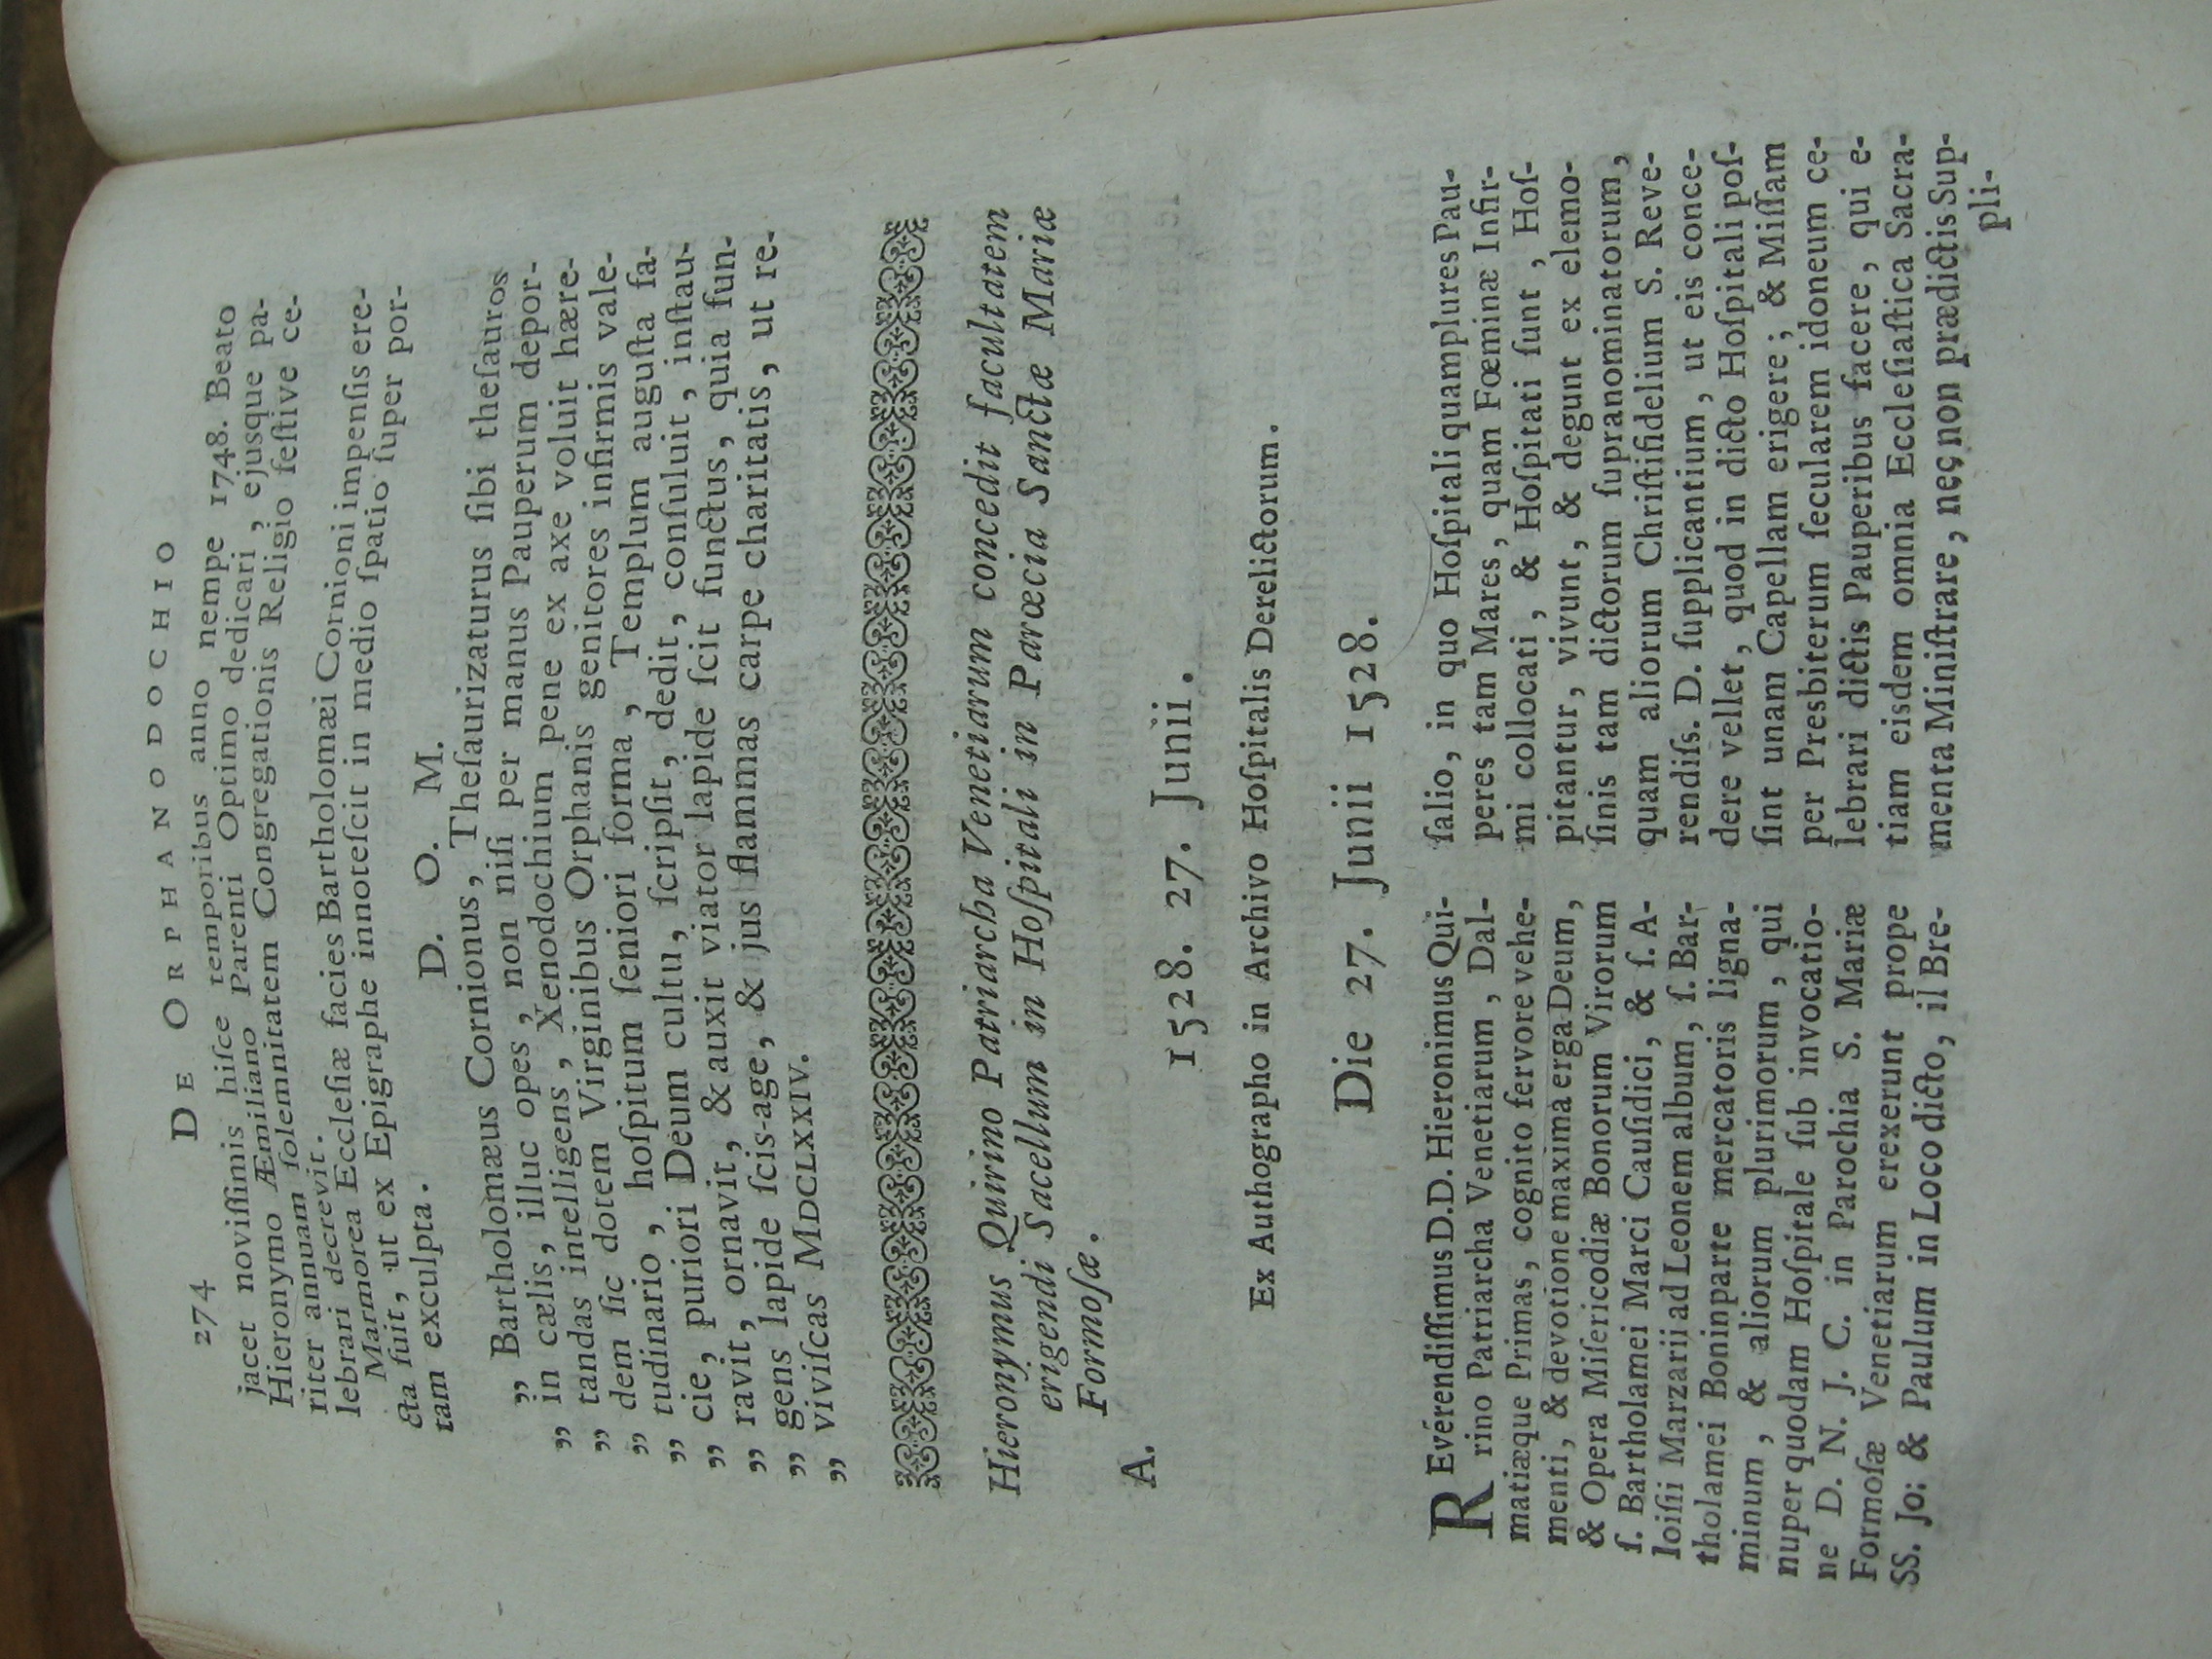 274 DE ORPHANODOCHIO
jacet noviſſimis hiſce temporibus anno nempe 1748. Beato
Hieronymo Æmiliano Parenti Optimo dedicari, ejusque pa-
riter annuam ſolemnitatem Congregationis Religio feſtive ce-
lebrari decrevit.
Marmorea Eccleſiæ facies Bartholomæi Cornioni impenſis ere-
cta fuit, ut ex Epigraphe innoteſcit in medio ſpatio ſuper por-
tam exculpta.
D. O. M.
„ Bartholomæus Cornionus, Theſaurizaturus ſibi theſauros
„ in cælis, illuc opes, non niſi per manus Pauperum depor-
„ tandas intelligens, Xenodochium pene ex axe voluit hære-
„ dem ſic dotem Virginibus Orphanis genitores infirmis vale-
„ tudinario, hoſpitum ſeniori forma, Templum auguſta fa-
„ cie, puriori Deum cultu, ſcripſit, dedit, conſuluit, inſtau-
„ ravit, ornavit, & auxit viator lapide ſcit functus, quia fun-
„ gens lapide ſcis-age, & jus flammas carpe charitatis, ut re-
„ viviſcas MDCLXXIV.
Hieronymus Quirino Patriarcha Venetiarum concedit facultatem
erigendi Sacellum in Hoſpitali in Parœcia Sanctæ Mariæ
Formoſæ.
A. 1528. 27. Junii.
Ex Authographo in Archivo Hoſpitalis Derelictorum.
Die 27. Junii 1528.
REvérendiſſimus D.D. Hieronimus Qui-
rino Patriarcha Venetiarum, Dal-
matiæque Primas, cognito fervore vehe-
menti, & devotione maxima erga Deum,
& Opera Miſericodiæ Bonorum Virorum
ſ. Bartholamei Marci Cauſidici, & ſ. A-
loiſii Marzarii ad Leonem album, ſ. Bar-
tholamei Boninparte mercatoris ligna-
minum, & aliorum plurimorum, qui
nuper quodam Hoſpitale ſub invocatio-
ne D. N. J. C. in Parochia S. Mariæ
Formoſæ Venetiarum erexerunt prope
SS. Jo: & Paulum in Loco dicto, il Bre-
ſalio, in quo Hoſpitali quamplures Pau-
peres tam Mares, quam Fœminæ Infir-
mi collocati, & Hoſpitati ſunt, Hoſ-
pitantur, vivunt, & degunt ex elemo-
ſinis tam dictorum ſupranominatorum,
quam aliorum Chriſtifidelium S. Reve-
rendiſs. D. ſupplicantium, ut eis conce-
dere vellet, quod in dicto Hoſpitali poſ-
ſint unam Capellam erigere; & Miſſam
per Presbiterum ſecularem idoneum ce-
lebrari dictis Pauperibus facere, qui e-
tiam eisdem omnia Eccleſiaſtica Sacra-
menta Miniſtrare, neç non prædictis Sup-
pli-